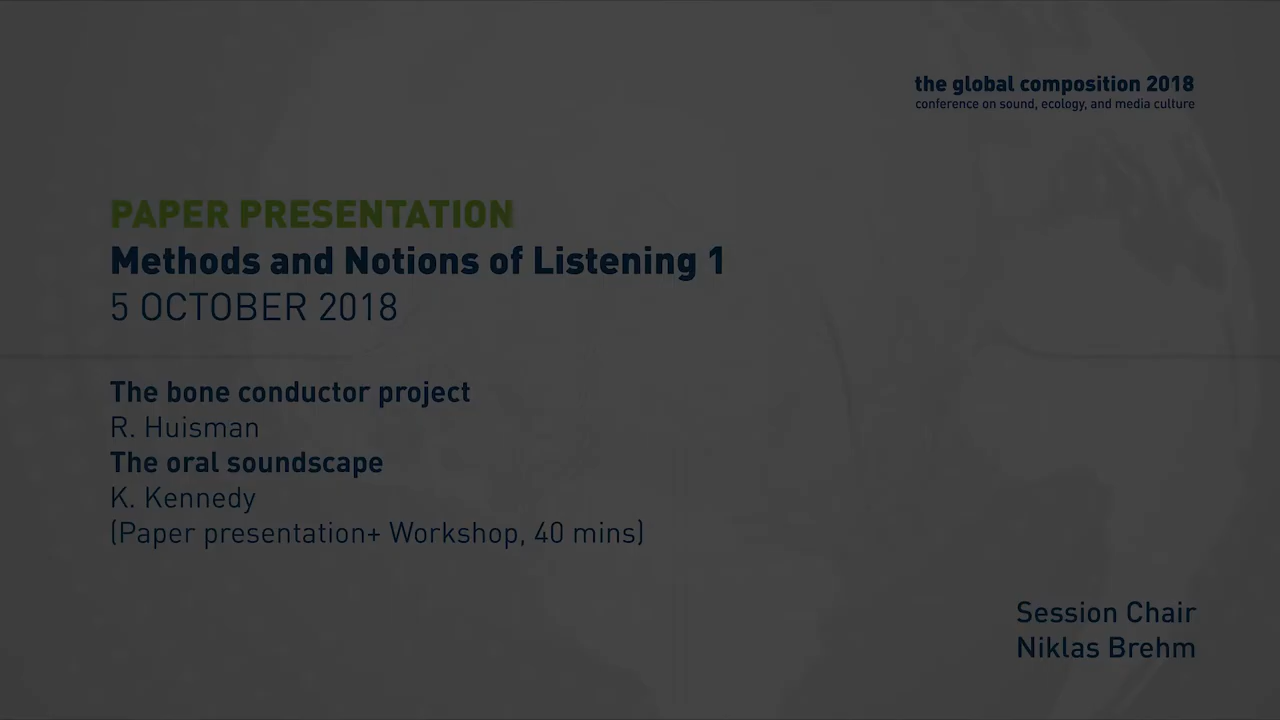 the global composition 2018
conference on sound, ecology, and media culture
PAPER PRESENTATION
Methods and Notions of Listening 1
5 OCTOBER 2018
The bone conductor project
R. Huisman
The oral soundscape
K. Kennedy
(Paper presentation+ Workshop, 40 mins)
Session Chair
Niklas Brehm